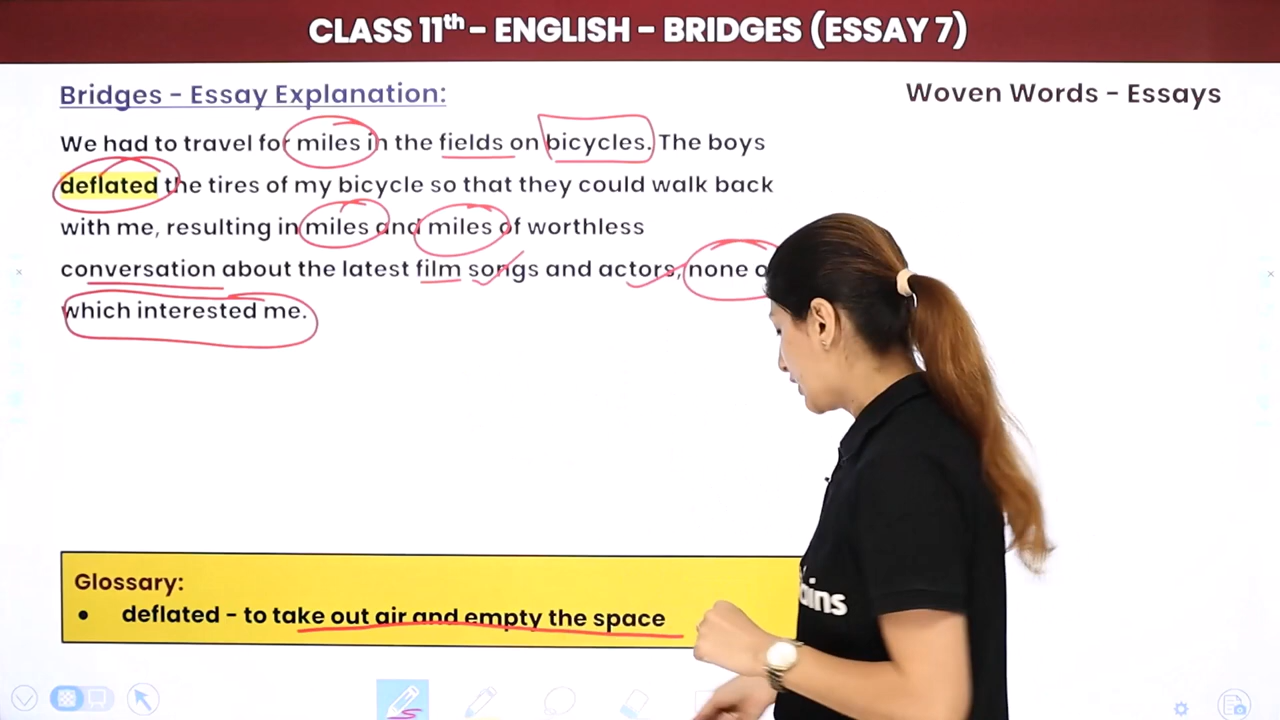 CLASS 11th - ENGLISH - BRIDGES (ESSAY 7)
Bridges - Essay Explanation:
Woven Words - Essays
We had to travel for miles in the fields on bicycles. The boys
deflated the tires of my bicycle so that they could walk back
with me, resulting in miles and miles of worthless
conversation about the latest film songs and actors, none
which interested me.
Glossary:
• deflated - to take out air and empty the space